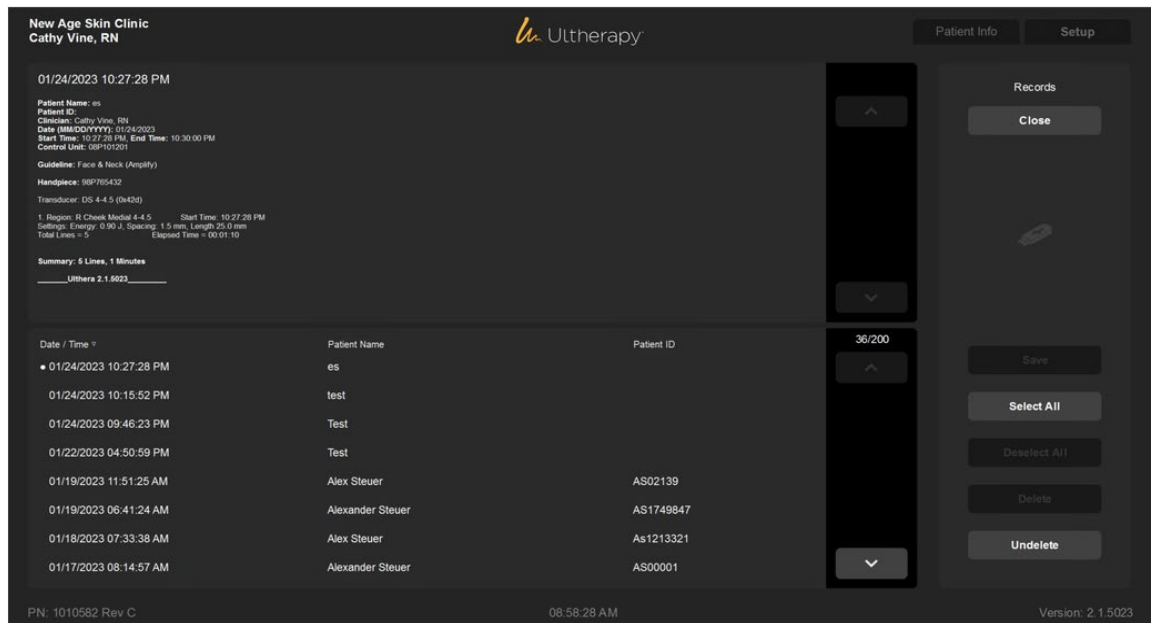 New Age Skin Clinic
Cathy Vine, RN
Ultherapy
Patient Info
Setup
01/24/2023 10:27:28 PM
Patient Name: es
Patient ID:
Clinician: Cathy Vine, RN
Date (MM/DD/YYYY): 01/24/2023
Start Time: 10:27:28 PM, End Time: 10:30:00 PM
Control Unit: 08P101201
Guideline: Face & Neck (Amplify)
Handpiece: 98P765432
Transducer: DS 4-4.5 (0x42d)
1. Region: R Cheek Medial 4-4.5 Start Time: 10:27:28 PM
Settings: Energy: 0.90 J, Spacing: 1.5 mm, Length 25.0 mm
Total Lines = 5 Elapsed Time = 00:01:10
Summary: 5 Lines, 1 Minutes
______Ulthera 2.1.5023________
Records
Close
Date / Time Patient Name Patient ID
36/200
• 01/24/2023 10:27:28 PM es
01/24/2023 10:15:52 PM test
01/24/2023 09:46:23 PM Test
01/22/2023 04:50:59 PM Test
01/19/2023 11:51:25 AM Alex Steuer AS02139
01/19/2023 06:41:24 AM Alexander Steuer AS1749847
01/18/2023 07:33:38 AM Alex Steuer As1213321
01/17/2023 08:14:57 AM Alexander Steuer AS00001
Save
Select All
Deselect All
Delete
Undelete
PN: 1010582 Rev C
08:58:28 AM
Version: 2.1.5023